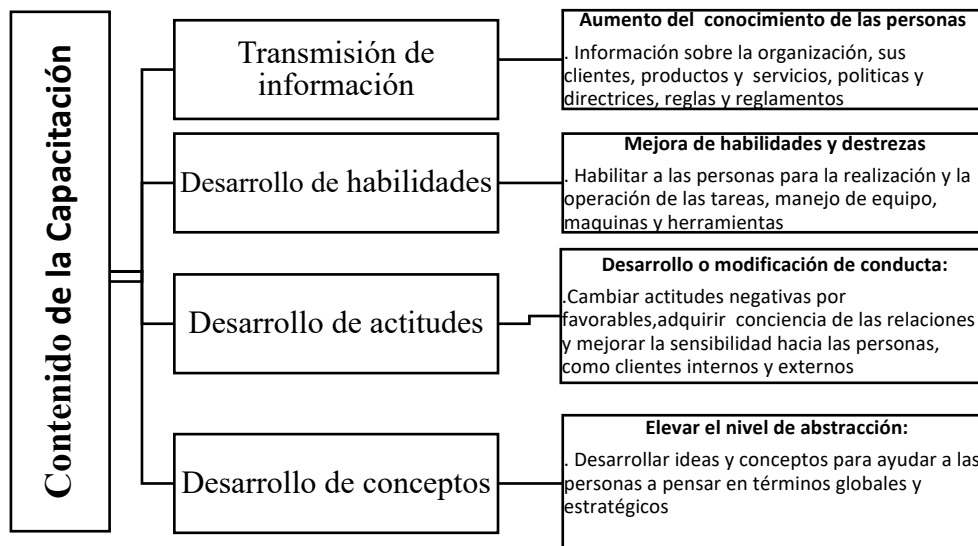 Contenido de la Capacitación
Transmisión de
información
Aumento del  conocimiento de las personas
. Información sobre la organización, sus
clientes, productos y  servicios, politicas y
directrices, reglas y reglamentos
Desarrollo de habilidades
Mejora de habilidades y destrezas
. Habilitar a las personas para la realización y la
operación de las tareas, manejo de equipo,
maquinas y herramientas
Desarrollo de actitudes
Desarrollo o modificación de conducta:
.Cambiar actitudes negativas por
favorables,adquirir  conciencia de las relaciones
y mejorar la sensibilidad hacia las personas,
como clientes internos y externos
Desarrollo de conceptos
Elevar el nivel de abstracción:
. Desarrollar ideas y conceptos para ayudar a las
personas a pensar en términos globales y
estratégicos